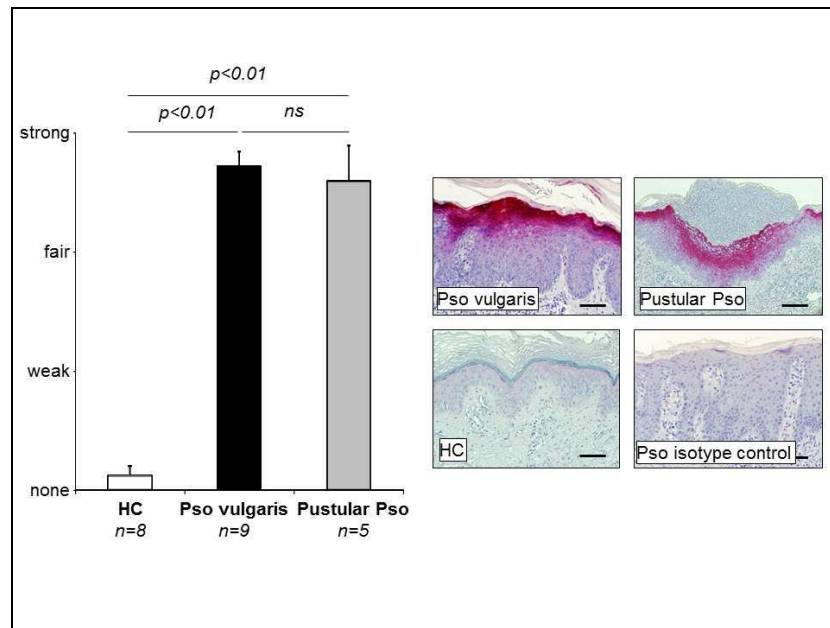 p<0.01
p<0.01
ns
strong
fair
weak
none
HC
Pso vulgaris
Pustular Pso
n=8
n=9
n=5
Pso vulgaris
Pustular Pso
HC
Pso isotype control